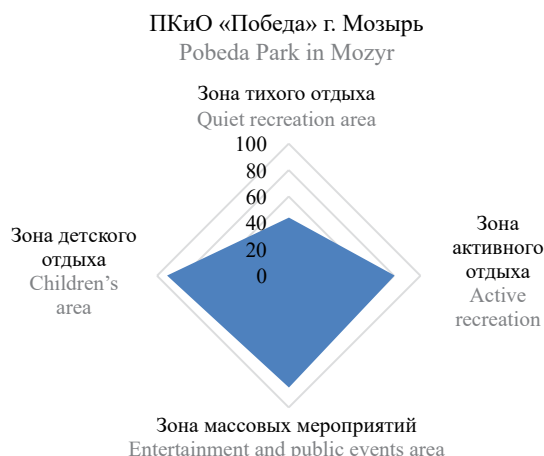 ПКиО «Победа» г. Мозырь
Pobeda Park in Mozyr
Зона тихого отдыха
Quiet recreation area
100
80
60
40
20
0
Зона детского
отдыха
Children’s
area
Зона
активного
отдыха
Active
recreation
Зона массовых мероприятий
Entertainment and public events area